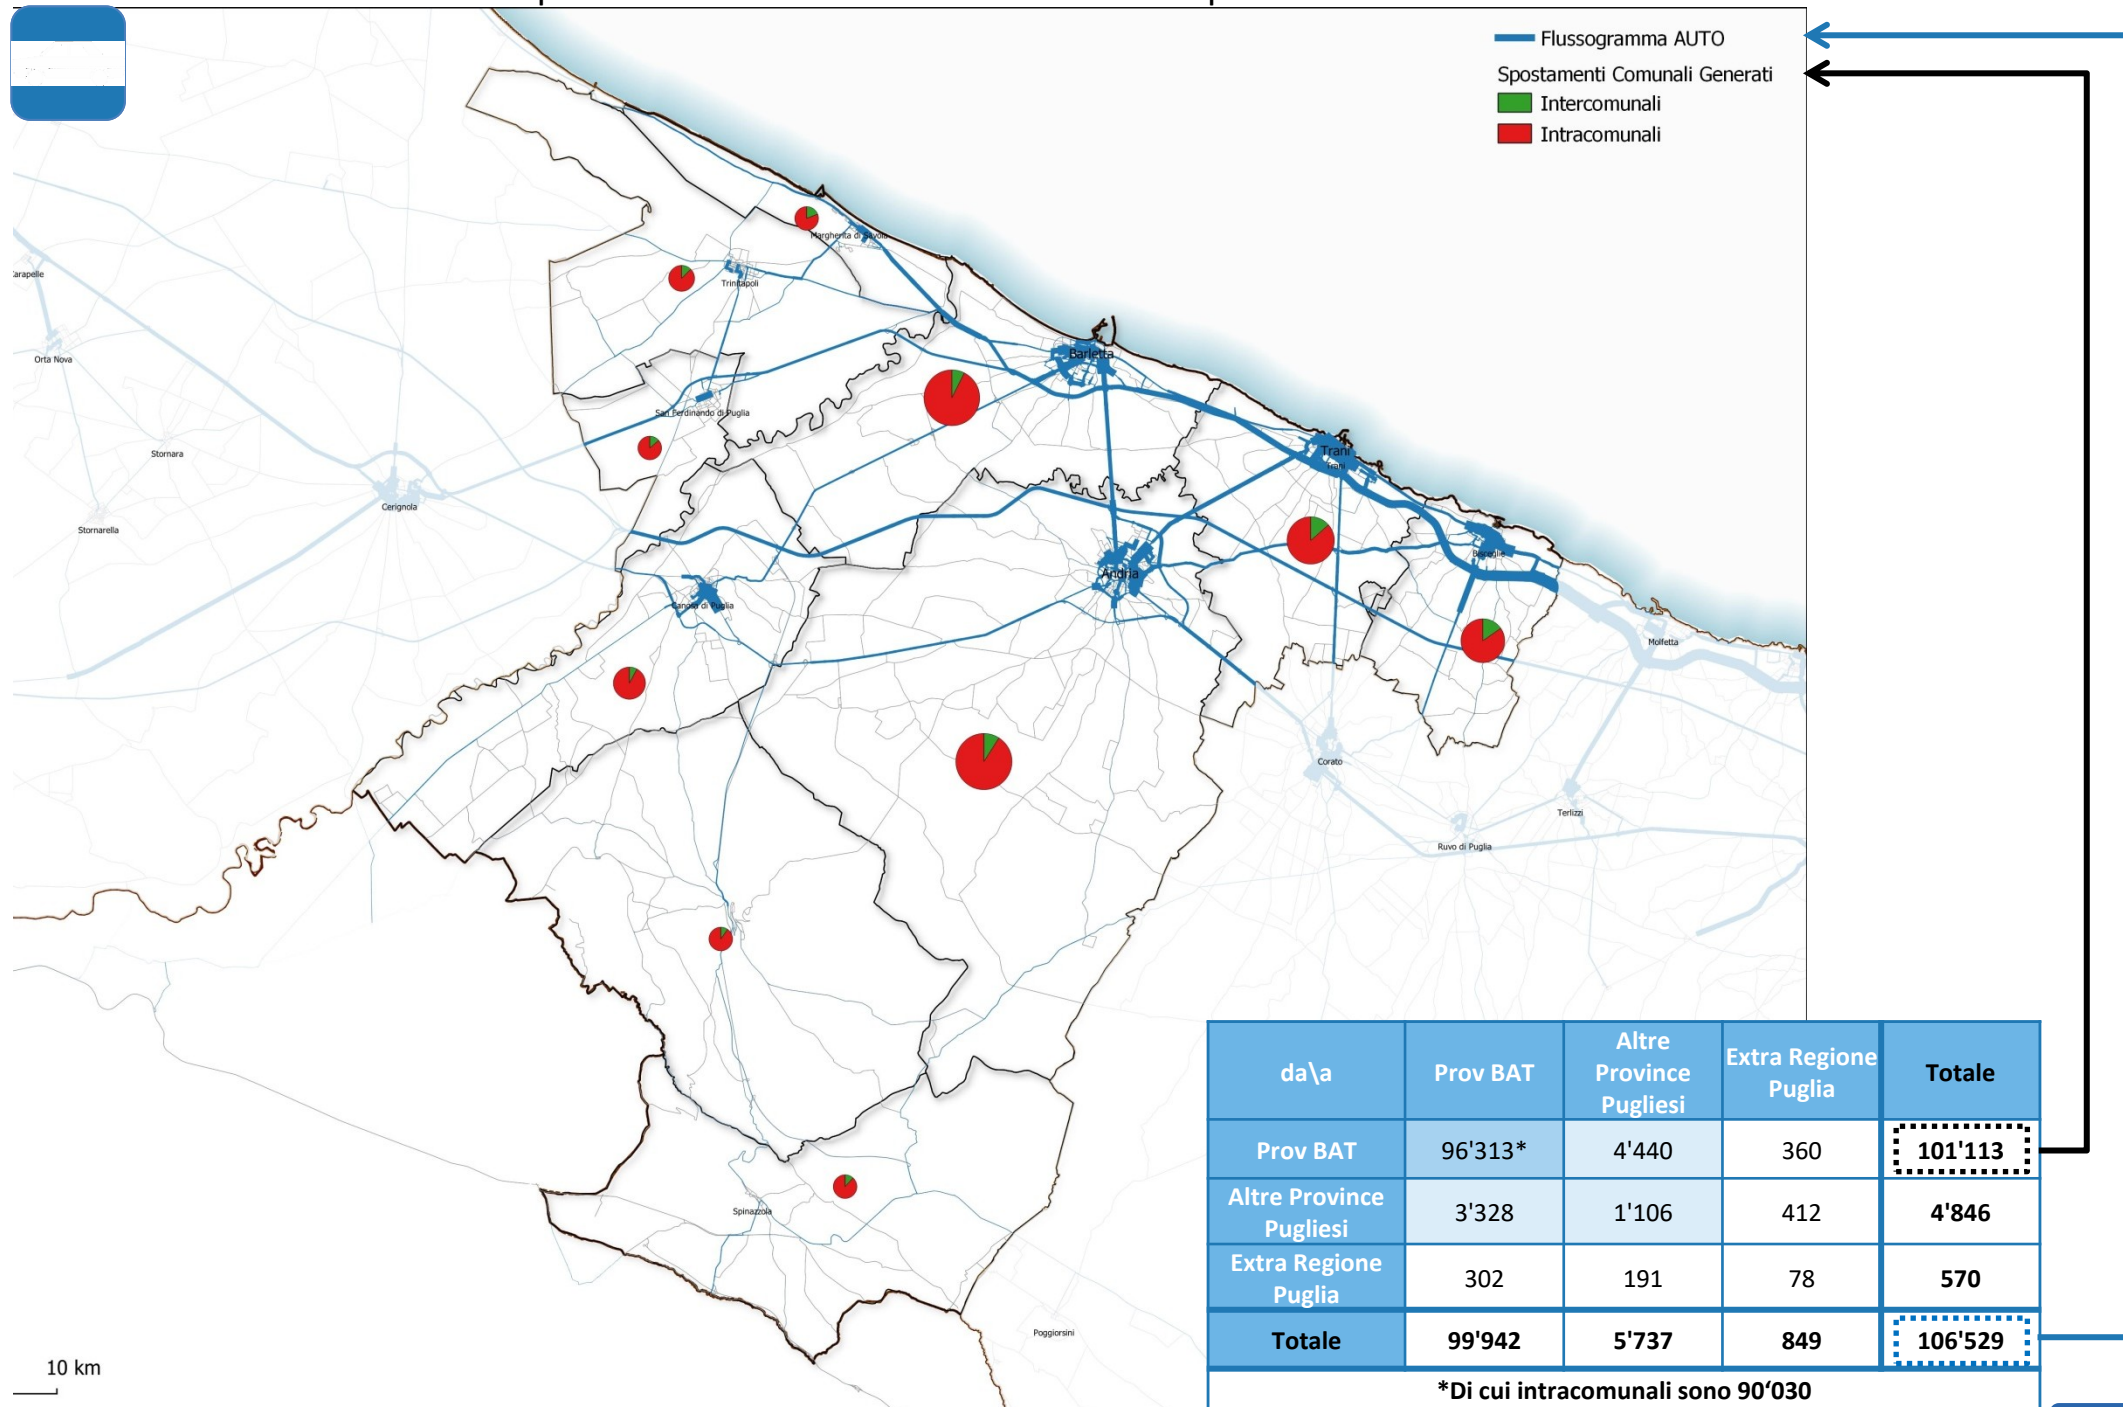 Flussogramma AUTO
Spostamenti Comunali Generati
Intercomunali
Intracomunali
Margherita di Savoia
Trinitapoli
arapelle
Orta Nova
Barletta
San Ferdinando di Puglia
Stornara
Trani
Trani
Cerignola
Stornarella
Bisceglie
Andria
Canosa di Puglia
Molfetta
Corato
Terlizzi
Ruvo di Puglia
Spinazzola
Poggiorsini
10 km
da\a
Prov BAT
Altre
Province
Pugliesi
Extra Regione
Puglia
Totale
Prov BAT
96'313*
4'440
360
101'113
Altre Province
Pugliesi
3'328
1'106
412
4'846
Extra Regione
Puglia
302
191
78
570
Totale
99'942
5'737
849
106'529
*Di cui intracomunali sono 90‘030